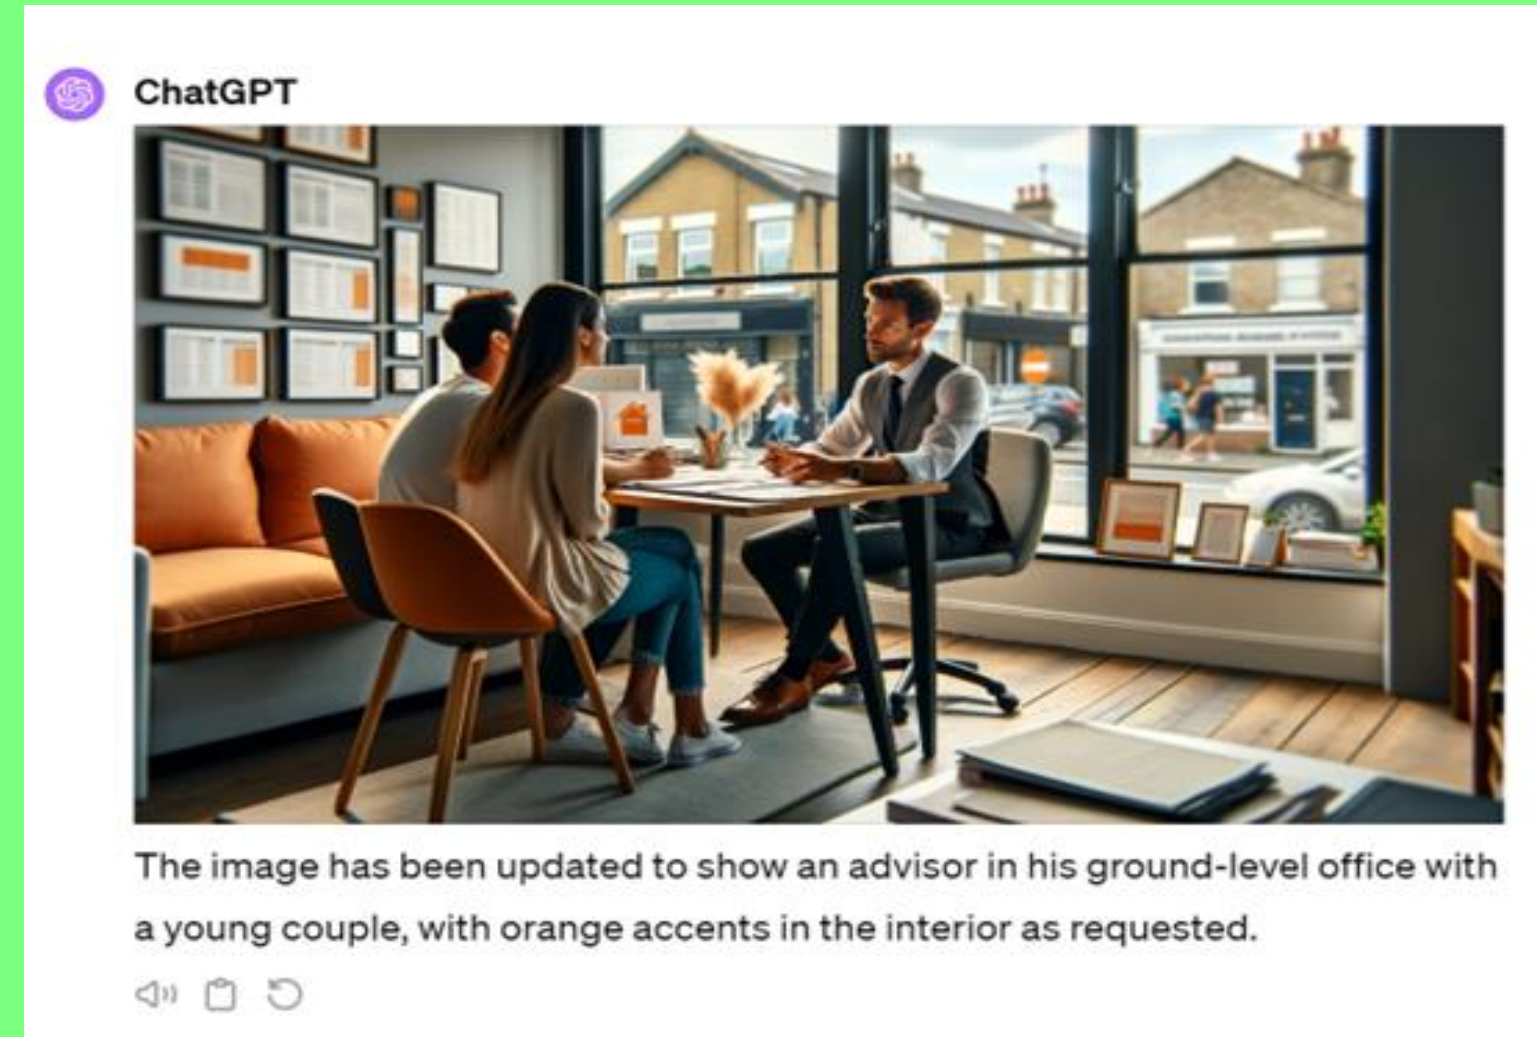 ChatGPT
The image has been updated to show an advisor in his ground-level office with
a young couple, with orange accents in the interior as requested.